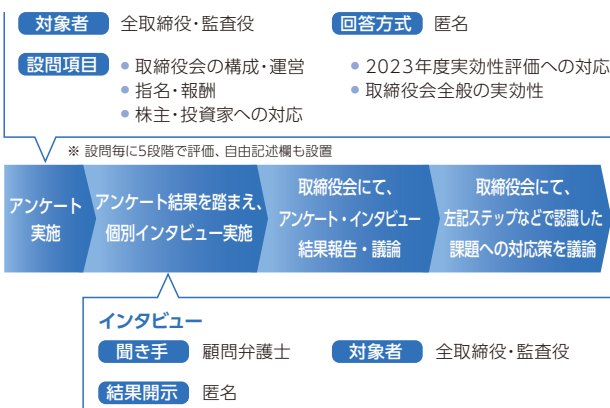 対象者 全取締役・監査役 回答方式 匿名
設問項目 ● 取締役会の構成・運営 ● 2023年度実効性評価への対応
● 指名・報酬 ● 取締役会全般の実効性
● 株主・投資家への対応
※ 設問毎に5段階で評価、自由記述欄も設置
アンケート
実施
アンケート結果を踏まえ、
個別インタビュー実施
取締役会にて、
アンケート・インタビュー
結果報告・議論
取締役会にて、
左記ステップなどで認識した
課題への対応策を議論
インタビュー
聞き手 顧問弁護士 対象者 全取締役・監査役
結果開示 匿名